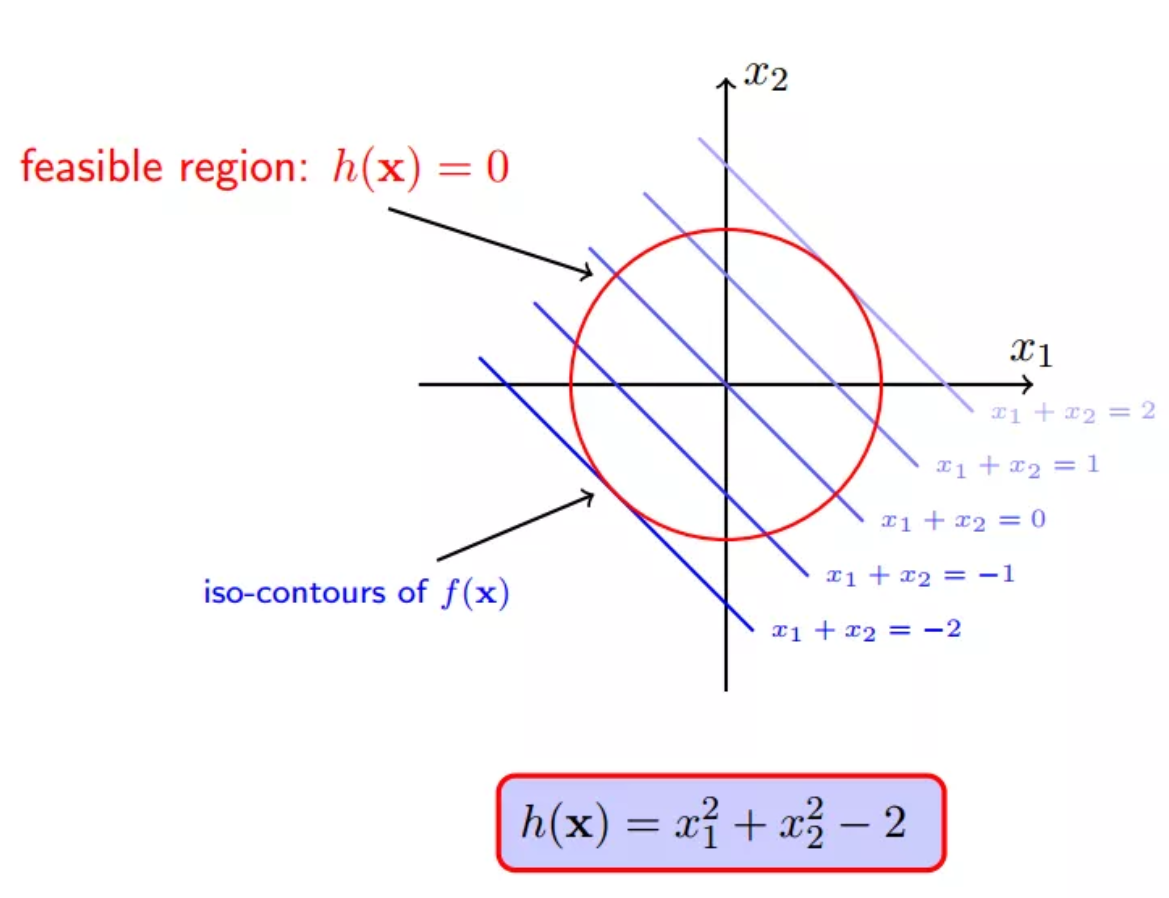 x₂
feasible region: h(𝐱) = 0
x₁
x₁ + x₂ = 2
x₁ + x₂ = 1
x₁ + x₂ = 0
x₁ + x₂ = −1
iso-contours of f(𝐱)
x₁ + x₂ = −2
h(𝐱) = x₁² + x₂² − 2